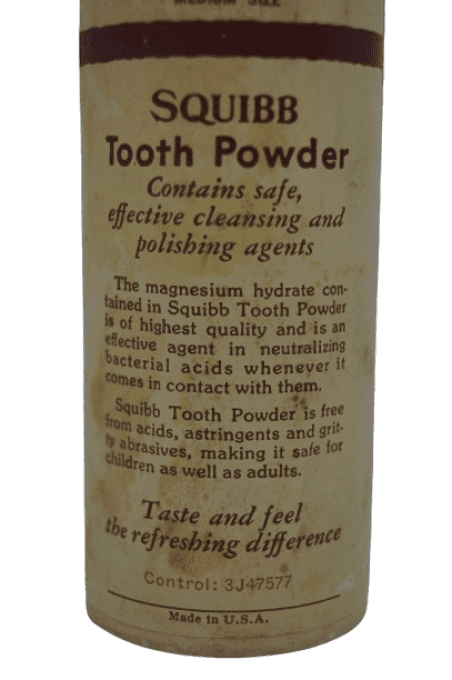 MEDIUM SIZE
SQUIBB
Tooth Powder
Contains safe,
effective cleansing and
polishing agents
The magnesium hydrate con-
tained in Squibb Tooth Powder
is of highest quality and is an
effective agent in neutralizing
bacterial acids whenever it
comes in contact with them.
Squibb Tooth Powder is free
from acids, astringents and grit-
ty abrasives, making it safe for
children as well as adults.
Taste and feel
the refreshing difference
Control: 3J47577
Made in U.S.A.